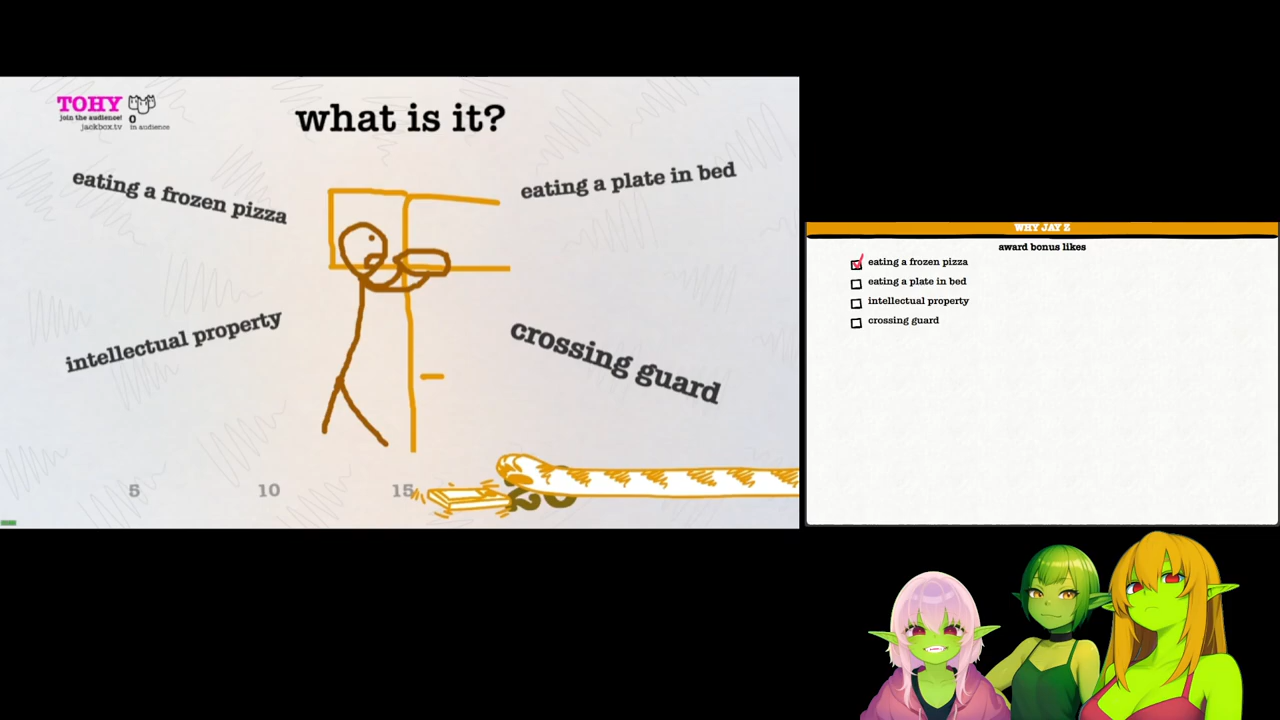 TOHY
join the audience!
jackbox.tv
0
in audience
what is it?
eating a frozen pizza
eating a plate in bed
intellectual property
crossing guard
5
10
15
20
WHY JAY Z
award bonus likes
eating a frozen pizza
eating a plate in bed
intellectual property
crossing guard